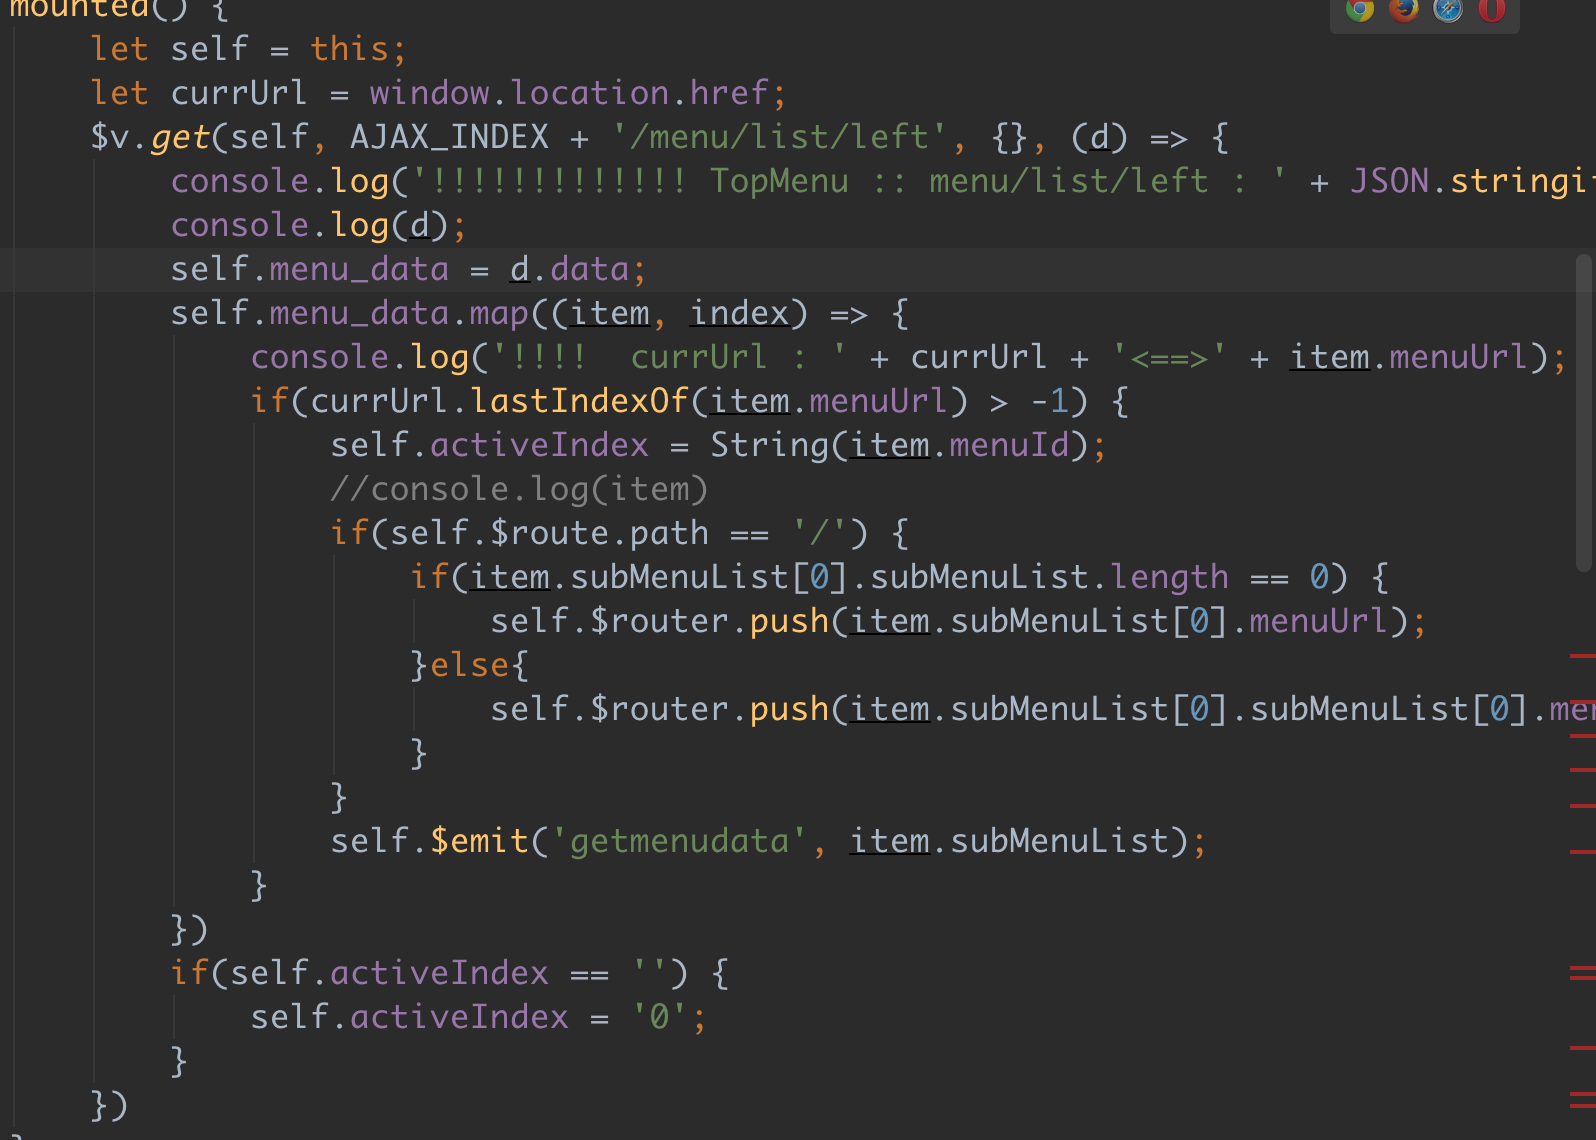 mounted() {
let self = this;
let currUrl = window.location.href;
$v.get(self, AJAX_INDEX + '/menu/list/left', {}, (d) => {
console.log('!!!!!!!!!!!!! TopMenu :: menu/list/left : ' + JSON.stringi
console.log(d);
self.menu_data = d.data;
self.menu_data.map((item, index) => {
console.log('!!!!  currUrl : ' + currUrl + '<==>' + item.menuUrl);
if(currUrl.lastIndexOf(item.menuUrl) > -1) {
self.activeIndex = String(item.menuId);
//console.log(item)
if(self.$route.path == '/') {
if(item.subMenuList[0].subMenuList.length == 0) {
self.$router.push(item.subMenuList[0].menuUrl);
}else{
self.$router.push(item.subMenuList[0].subMenuList[0].men
}
}
self.$emit('getmenudata', item.subMenuList);
}
})
if(self.activeIndex == '') {
self.activeIndex = '0';
}
})
}